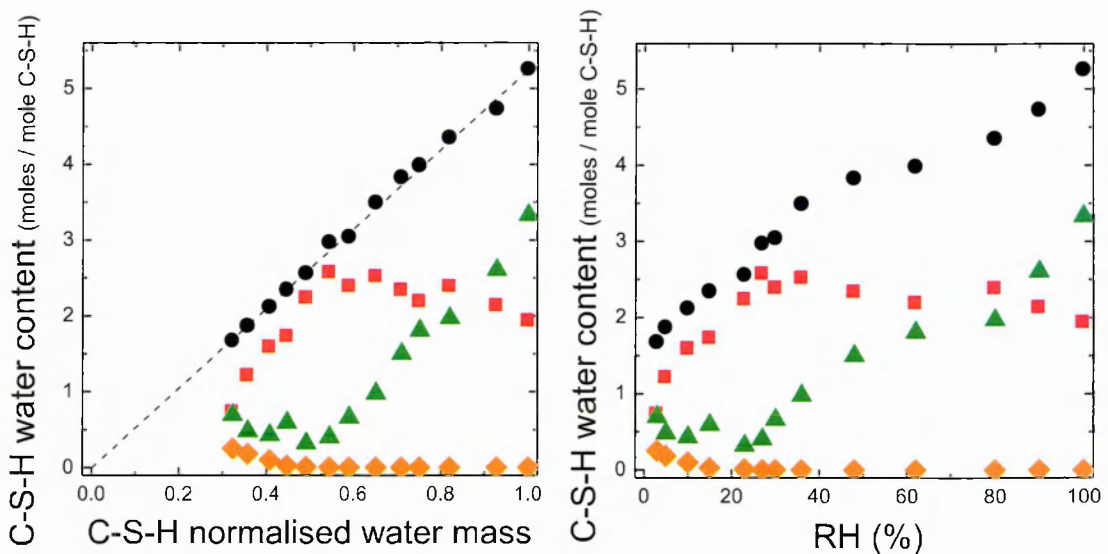 C-S-H water content (moles / mole C-S-H)
5
4
3
2
1
0
0.0 0.2 0.4 0.6 0.8 1.0
C-S-H normalised water mass
C-S-H water content (moles / mole C-S-H)
5
4
3
2
1
0
0 20 40 60 80 100
RH (%)